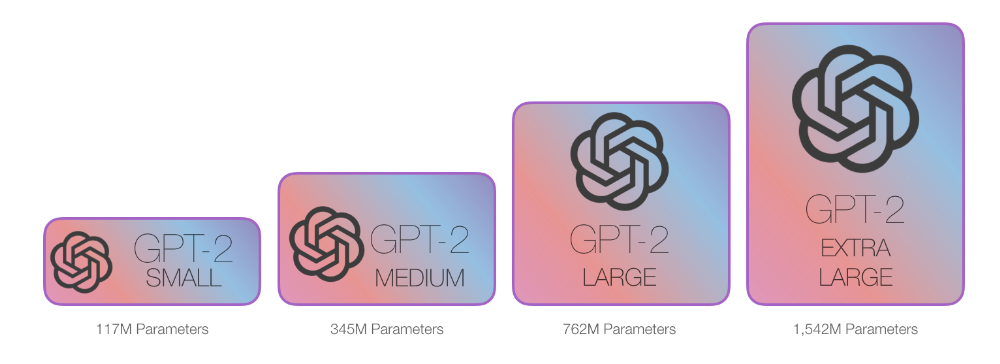 GPT-2
SMALL
117M Parameters
GPT-2
MEDIUM
345M Parameters
GPT-2
LARGE
762M Parameters
GPT-2
EXTRA
LARGE
1,542M Parameters